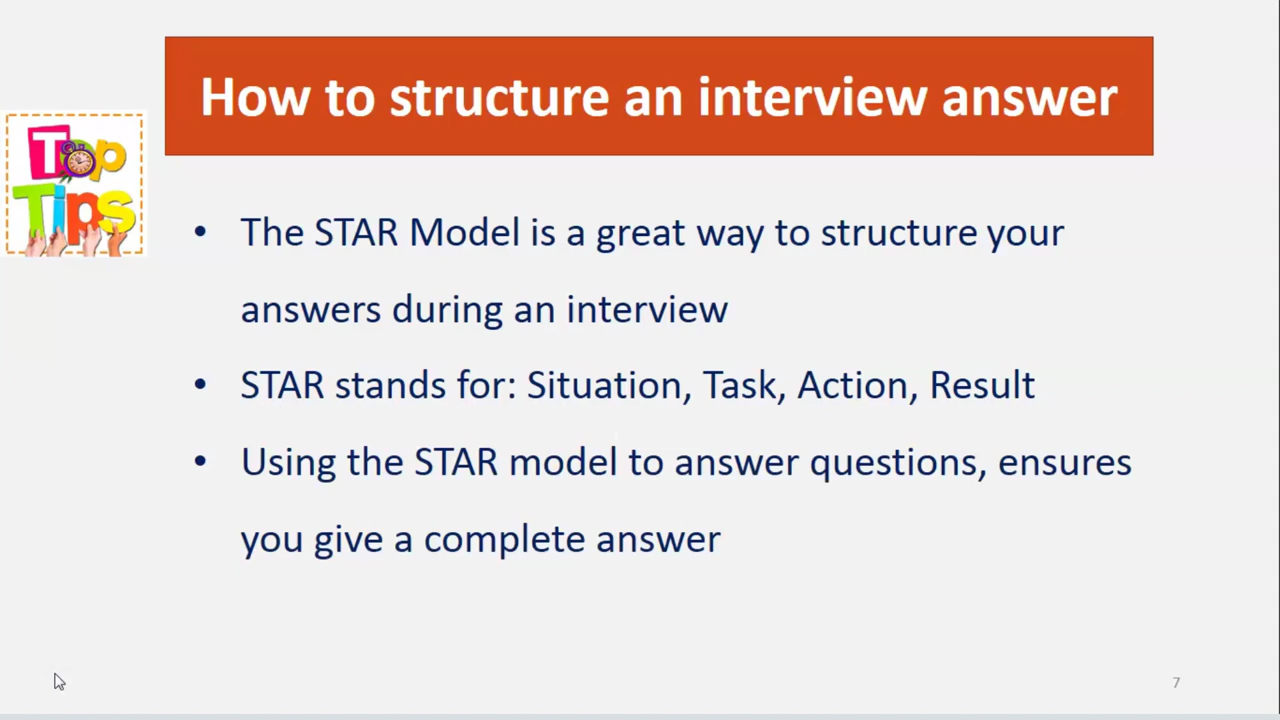 How to structure an interview answer
Top
Tips
• The STAR Model is a great way to structure your
answers during an interview
• STAR stands for: Situation, Task, Action, Result
• Using the STAR model to answer questions, ensures
you give a complete answer
7